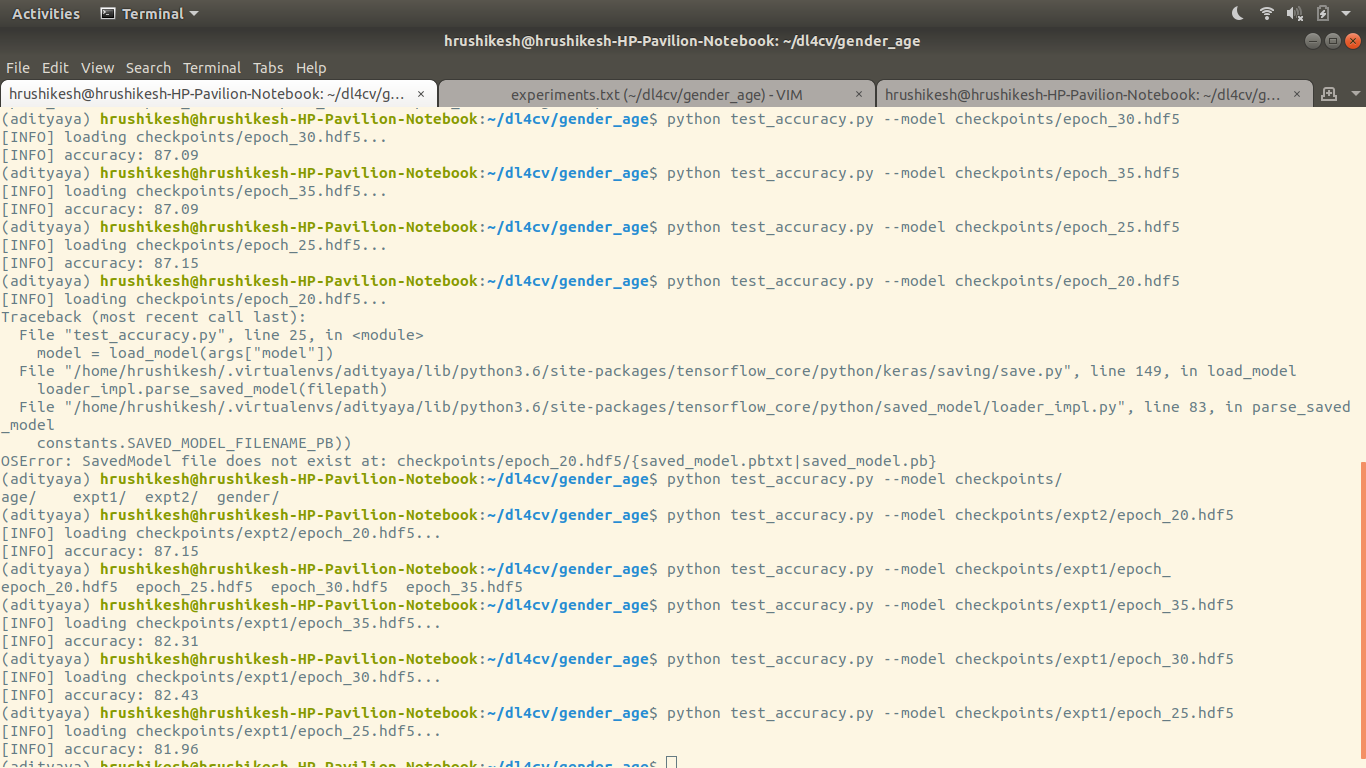 Activities Terminal
hrushikesh@hrushikesh-HP-Pavilion-Notebook: ~/dl4cv/gender_age
File Edit View Search Terminal Tabs Help
hrushikesh@hrushikesh-HP-Pavilion-Notebook: ~/dl4cv/g... × experiments.txt (~/dl4cv/gender_age) - VIM × hrushikesh@hrushikesh-HP-Pavilion-Notebook: ~/dl4cv/g... ×
(adityaya) hrushikesh@hrushikesh-HP-Pavilion-Notebook:~/dl4cv/gender_age$ python test_accuracy.py --model checkpoints/epoch_30.hdf5
[INFO] loading checkpoints/epoch_30.hdf5...
[INFO] accuracy: 87.09
(adityaya) hrushikesh@hrushikesh-HP-Pavilion-Notebook:~/dl4cv/gender_age$ python test_accuracy.py --model checkpoints/epoch_35.hdf5
[INFO] loading checkpoints/epoch_35.hdf5...
[INFO] accuracy: 87.09
(adityaya) hrushikesh@hrushikesh-HP-Pavilion-Notebook:~/dl4cv/gender_age$ python test_accuracy.py --model checkpoints/epoch_25.hdf5
[INFO] loading checkpoints/epoch_25.hdf5...
[INFO] accuracy: 87.15
(adityaya) hrushikesh@hrushikesh-HP-Pavilion-Notebook:~/dl4cv/gender_age$ python test_accuracy.py --model checkpoints/epoch_20.hdf5
[INFO] loading checkpoints/epoch_20.hdf5...
Traceback (most recent call last):
  File "test_accuracy.py", line 25, in <module>
    model = load_model(args["model"])
  File "/home/hrushikesh/.virtualenvs/adityaya/lib/python3.6/site-packages/tensorflow_core/python/keras/saving/save.py", line 149, in load_model
    loader_impl.parse_saved_model(filepath)
  File "/home/hrushikesh/.virtualenvs/adityaya/lib/python3.6/site-packages/tensorflow_core/python/saved_model/loader_impl.py", line 83, in parse_saved
_model
    constants.SAVED_MODEL_FILENAME_PB))
OSError: SavedModel file does not exist at: checkpoints/epoch_20.hdf5/{saved_model.pbtxt|saved_model.pb}
(adityaya) hrushikesh@hrushikesh-HP-Pavilion-Notebook:~/dl4cv/gender_age$ python test_accuracy.py --model checkpoints/
age/    expt1/  expt2/  gender/
(adityaya) hrushikesh@hrushikesh-HP-Pavilion-Notebook:~/dl4cv/gender_age$ python test_accuracy.py --model checkpoints/expt2/epoch_20.hdf5
[INFO] loading checkpoints/expt2/epoch_20.hdf5...
[INFO] accuracy: 87.15
(adityaya) hrushikesh@hrushikesh-HP-Pavilion-Notebook:~/dl4cv/gender_age$ python test_accuracy.py --model checkpoints/expt1/epoch_
epoch_20.hdf5  epoch_25.hdf5  epoch_30.hdf5  epoch_35.hdf5
(adityaya) hrushikesh@hrushikesh-HP-Pavilion-Notebook:~/dl4cv/gender_age$ python test_accuracy.py --model checkpoints/expt1/epoch_35.hdf5
[INFO] loading checkpoints/expt1/epoch_35.hdf5...
[INFO] accuracy: 82.31
(adityaya) hrushikesh@hrushikesh-HP-Pavilion-Notebook:~/dl4cv/gender_age$ python test_accuracy.py --model checkpoints/expt1/epoch_30.hdf5
[INFO] loading checkpoints/expt1/epoch_30.hdf5...
[INFO] accuracy: 82.43
(adityaya) hrushikesh@hrushikesh-HP-Pavilion-Notebook:~/dl4cv/gender_age$ python test_accuracy.py --model checkpoints/expt1/epoch_25.hdf5
[INFO] loading checkpoints/expt1/epoch_25.hdf5...
[INFO] accuracy: 81.96
(adityaya) hrushikesh@hrushikesh-HP-Pavilion-Notebook:~/dl4cv/gender_age$